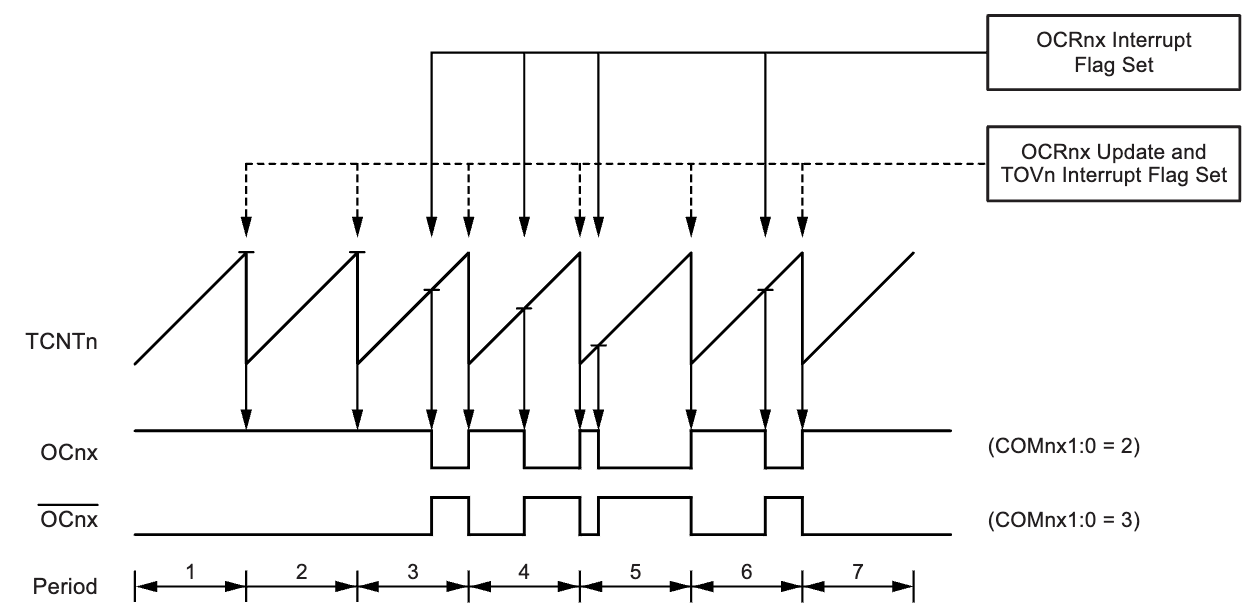 OCRnx Interrupt
Flag Set
OCRnx Update and
TOVn Interrupt Flag Set
TCNTn
OCnx
(COMnx1:0 = 2)
OCnx
(COMnx1:0 = 3)
Period
1
2
3
4
5
6
7